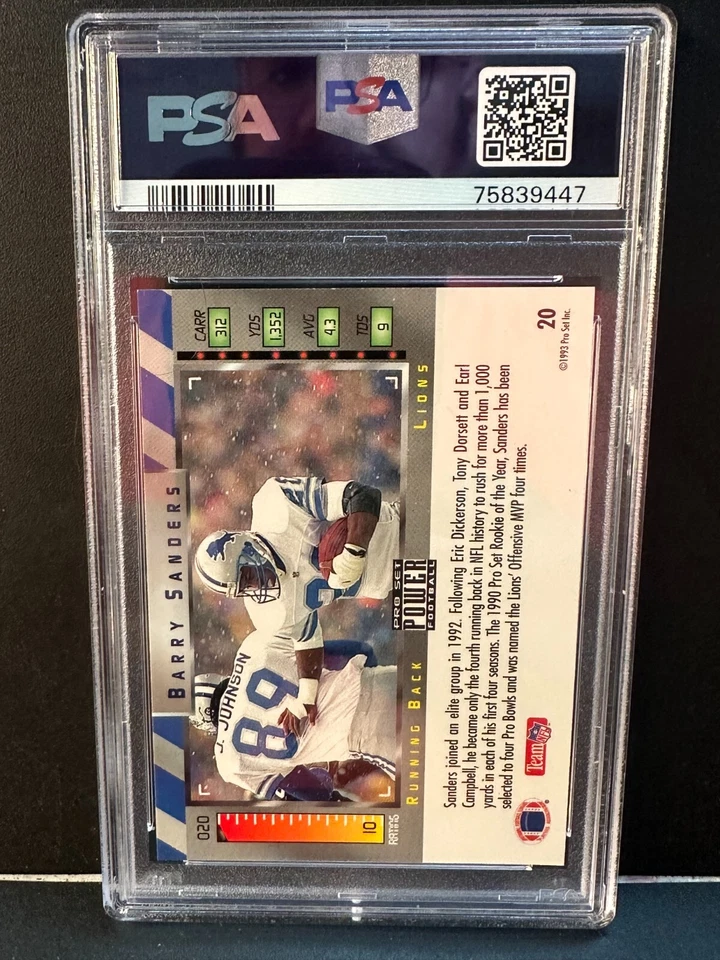 PSA
PSA
75839447
BARRY SANDERS
CARR
312
YDS
1,352
AVG
4.3
TDS
9
J. JOHNSON
89
2
020
10
RATING
RUNNING BACK
PRO SET
POWER
FOOTBALL
LIONS
Sanders joined an elite group in 1992. Following Eric Dickerson, Tony Dorsett and Earl
Campbell, he became only the fourth running back in NFL history to rush for more than 1,000
yards in each of his first four seasons. The 1990 Pro Set Rookie of the Year, Sanders has been
selected to four Pro Bowls and was named the Lions' Offensive MVP four times.
Team NFL
20
©1993 Pro Set Inc.